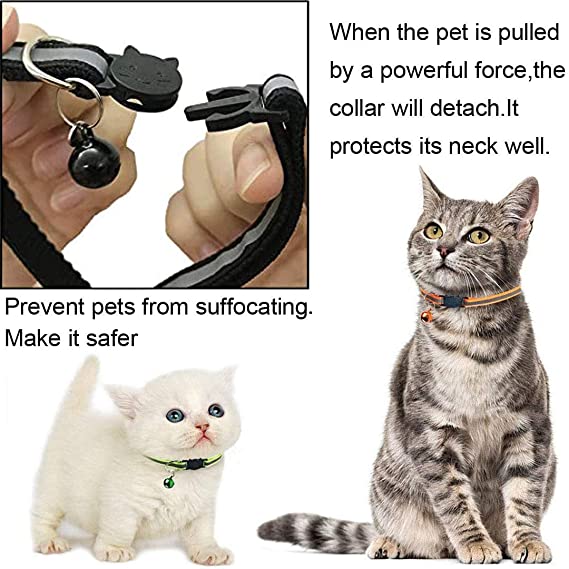 When the pet is pulled
by a powerful force,the
collar will detach.It
protects its neck well.
Prevent pets from suffocating.
Make it safer